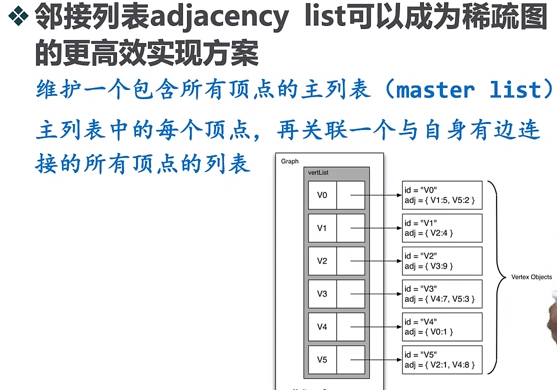 ❖邻接列表adjacency list可以成为稀疏图
的更高效实现方案
维护一个包含所有顶点的主列表（master list）
主列表中的每个顶点，再关联一个与自身有边连
接的所有顶点的列表
Graph
vertList
V0
id = "V0"
adj = { V1:5, V5:2 }
V1
id = "V1"
adj = { V2:4 }
V2
id = "V2"
adj = { V3:9 }
V3
id = "V3"
adj = { V4:7, V5:3 }
V4
id = "V4"
adj = { V0:1 }
V5
id = "V5"
adj = { V2:1, V4:8 }
Vertex Objects